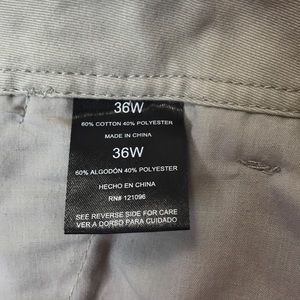 36W
60% COTTON 40% POLYESTER
MADE IN CHINA
36W
60% ALGODÓN 40% POLYESTER
HECHO EN CHINA
RN# 121096
SEE REVERSE SIDE FOR CARE
VER A DORSO PARA CUIDADO